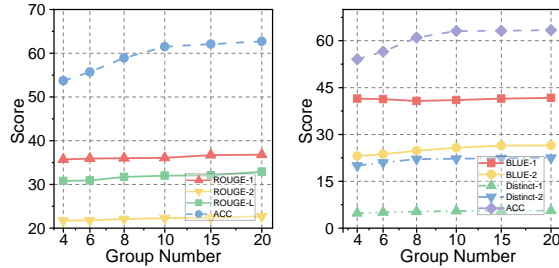 70
60
50
40
30
20
Score
ROUGE-1
ROUGE-2
ROUGE-L
ACC
4 6 8 10 15 20
Group Number
60
45
30
15
0
Score
BLUE-1
BLUE-2
Distinct-1
Distinct-2
ACC
4 6 8 10 15 20
Group Number